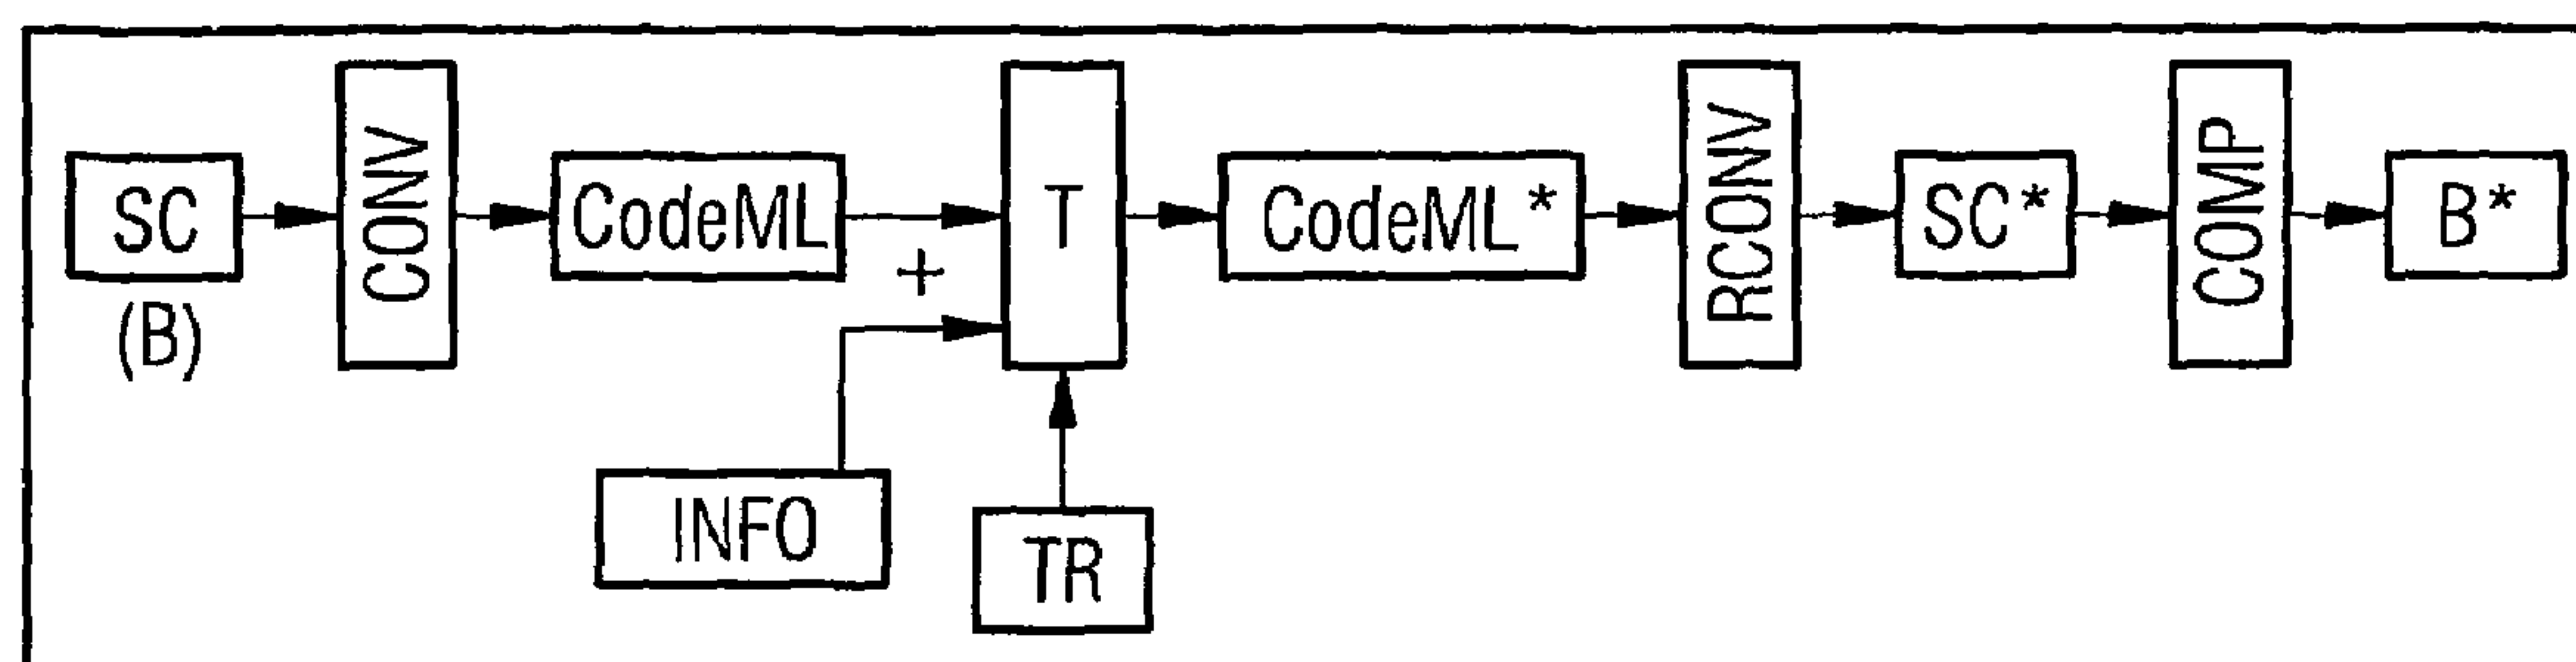 SC
(B)
CONV
CodeML
+
INFO
T
TR
CodeML*
RCONV
SC*
COMP
B*